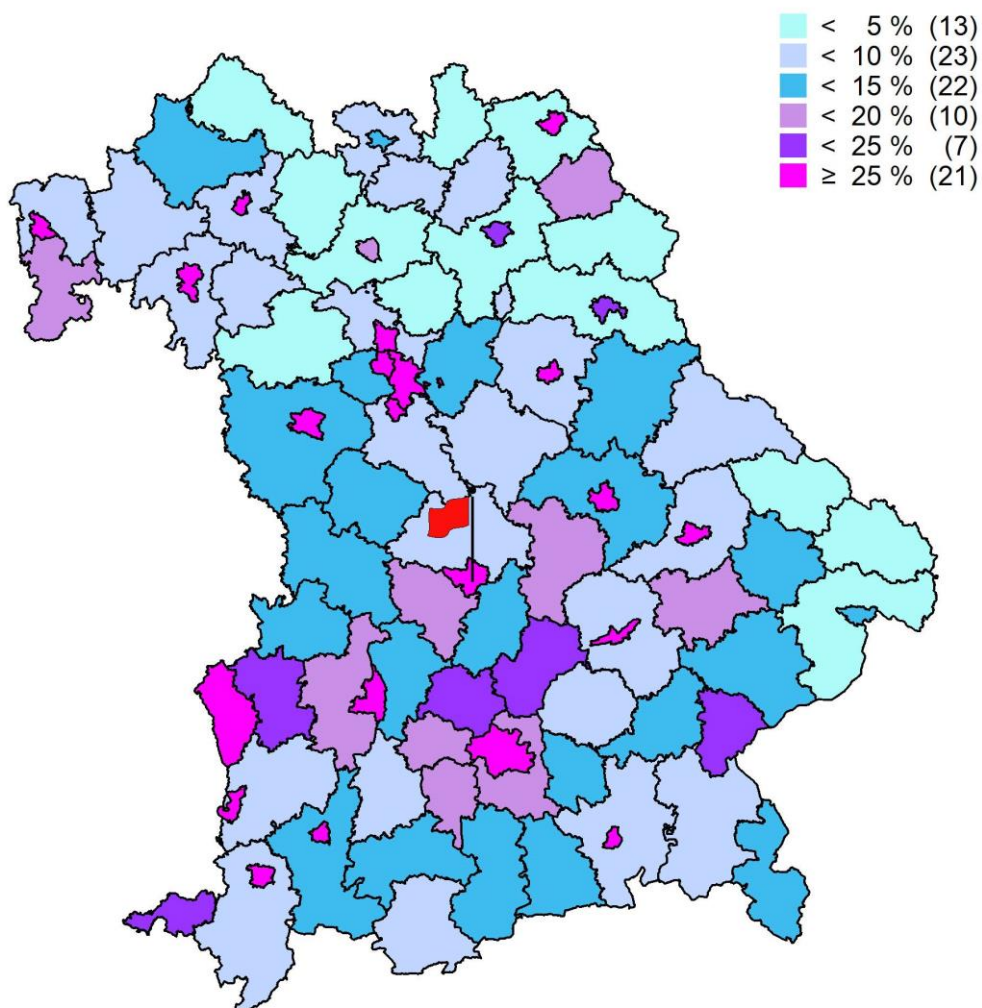 < 5 % (13)
< 10 % (23)
< 15 % (22)
< 20 % (10)
< 25 % (7)
≥ 25 % (21)